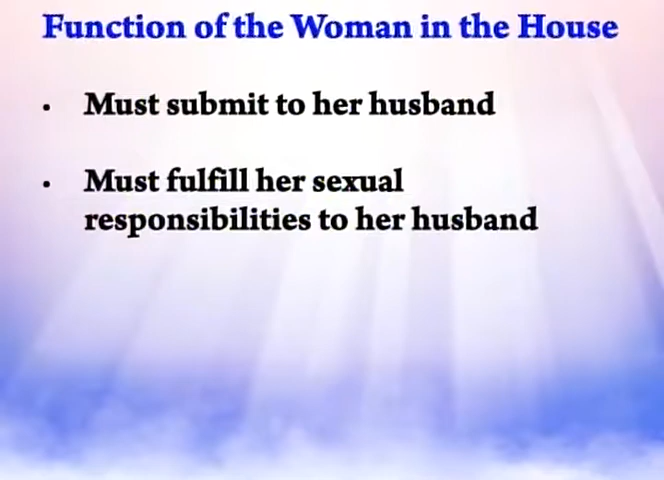 Function of the Woman in the House
• Must submit to her husband
• Must fulfill her sexual
responsibilities to her husband